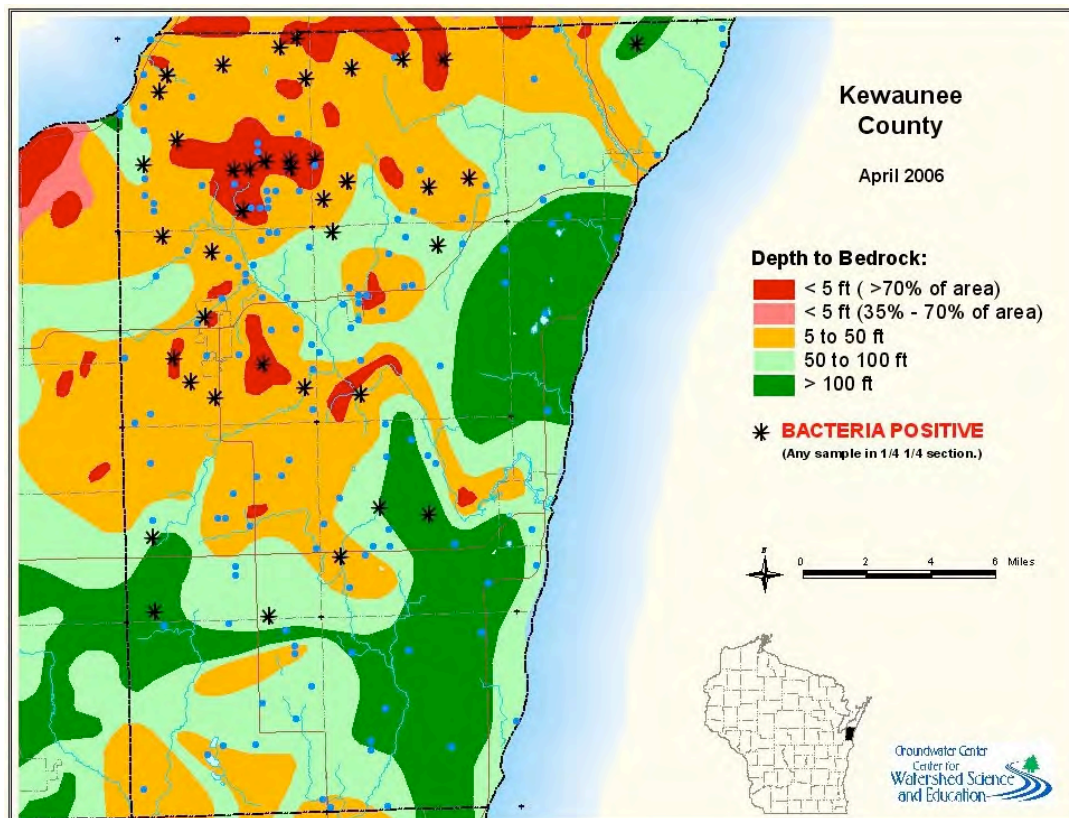 Kewaunee
County
April 2006
Depth to Bedrock:
< 5 ft ( >70% of area)
< 5 ft (35% - 70% of area)
5 to 50 ft
50 to 100 ft
> 100 ft
BACTERIA POSITIVE
(Any sample in 1/4 1/4 section.)
N
0 2 4 6 Miles
Groundwater Center
Center for
Watershed Science
and Education